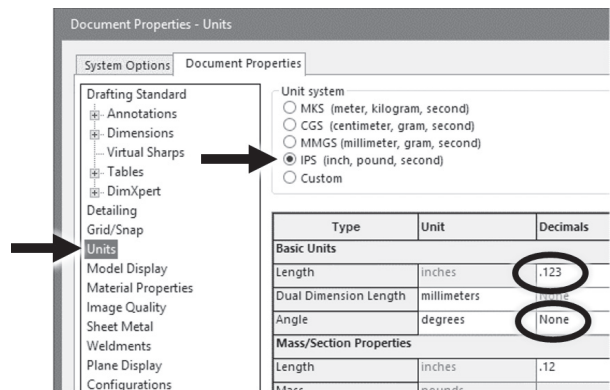 Document Properties - Units
System Options
Document Properties
Drafting Standard
Annotations
Dimensions
Virtual Sharps
Tables
DimXpert
Detailing
Grid/Snap
Units
Model Display
Material Properties
Image Quality
Sheet Metal
Weldments
Plane Display
Configurations
Unit system
MKS (meter, kilogram, second)
CGS (centimeter, gram, second)
MMGS (millimeter, gram, second)
IPS (inch, pound, second)
Custom
Type Unit Decimals
Basic Units
Length inches .123
Dual Dimension Length millimeters None
Angle degrees None
Mass/Section Properties
Length inches .12
Mass pounds